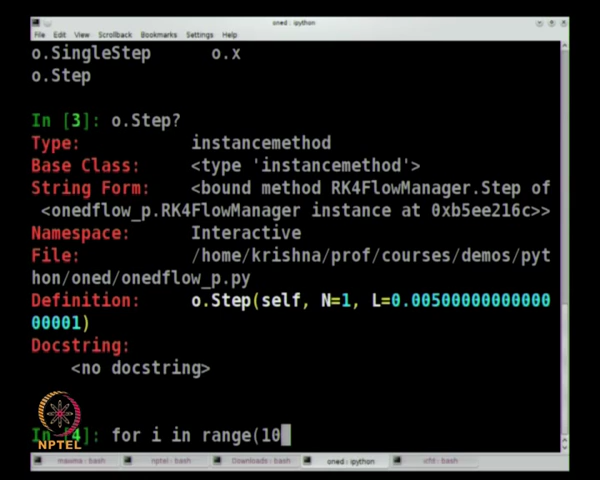 oned : ipython
File Edit View Scrollback Bookmarks Settings Help
o.SingleStep o.x
o.Step
In [3]: o.Step?
Type: instancemethod
Base Class: <type 'instancemethod'>
String Form: <bound method RK4FlowManager.Step of
<onedflow_p.RK4FlowManager instance at 0xb5ee216c>>
Namespace: Interactive
File: /home/krishna/prof/courses/demos/pyt
hon/oned/onedflow_p.py
Definition: o.Step(self, N=1, L=0.00500000000000
00001)
Docstring:
<no docstring>
In [4]: for i in range(10
NPTEL
maxima : bash nptel : bash Downloads : bash oned : ipython